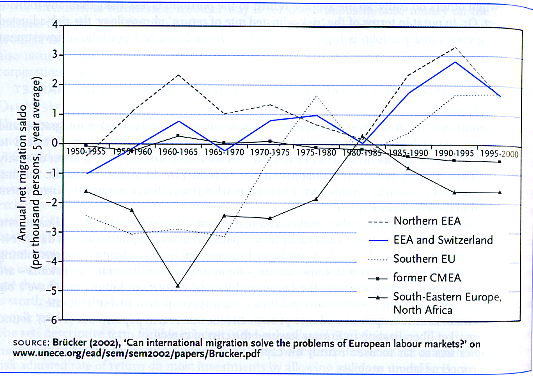 4
3
2
1
0
1950-1955 1955-1960 1960-1965 1965-1970 1970-1975 1975-1980 1980-1985 1985-1990 1990-1995 1995-2000
−1
−2
−3
−4
−5
−6
Annual net migration saldo
(per thousand persons, 5 year average)
Northern EEA
EEA and Switzerland
Southern EU
former CMEA
South-Eastern Europe,
North Africa
SOURCE: Brücker (2002), 'Can international migration solve the problems of European labour markets?' on
www.unece.org/ead/sem/sem2002/papers/Brucker.pdf